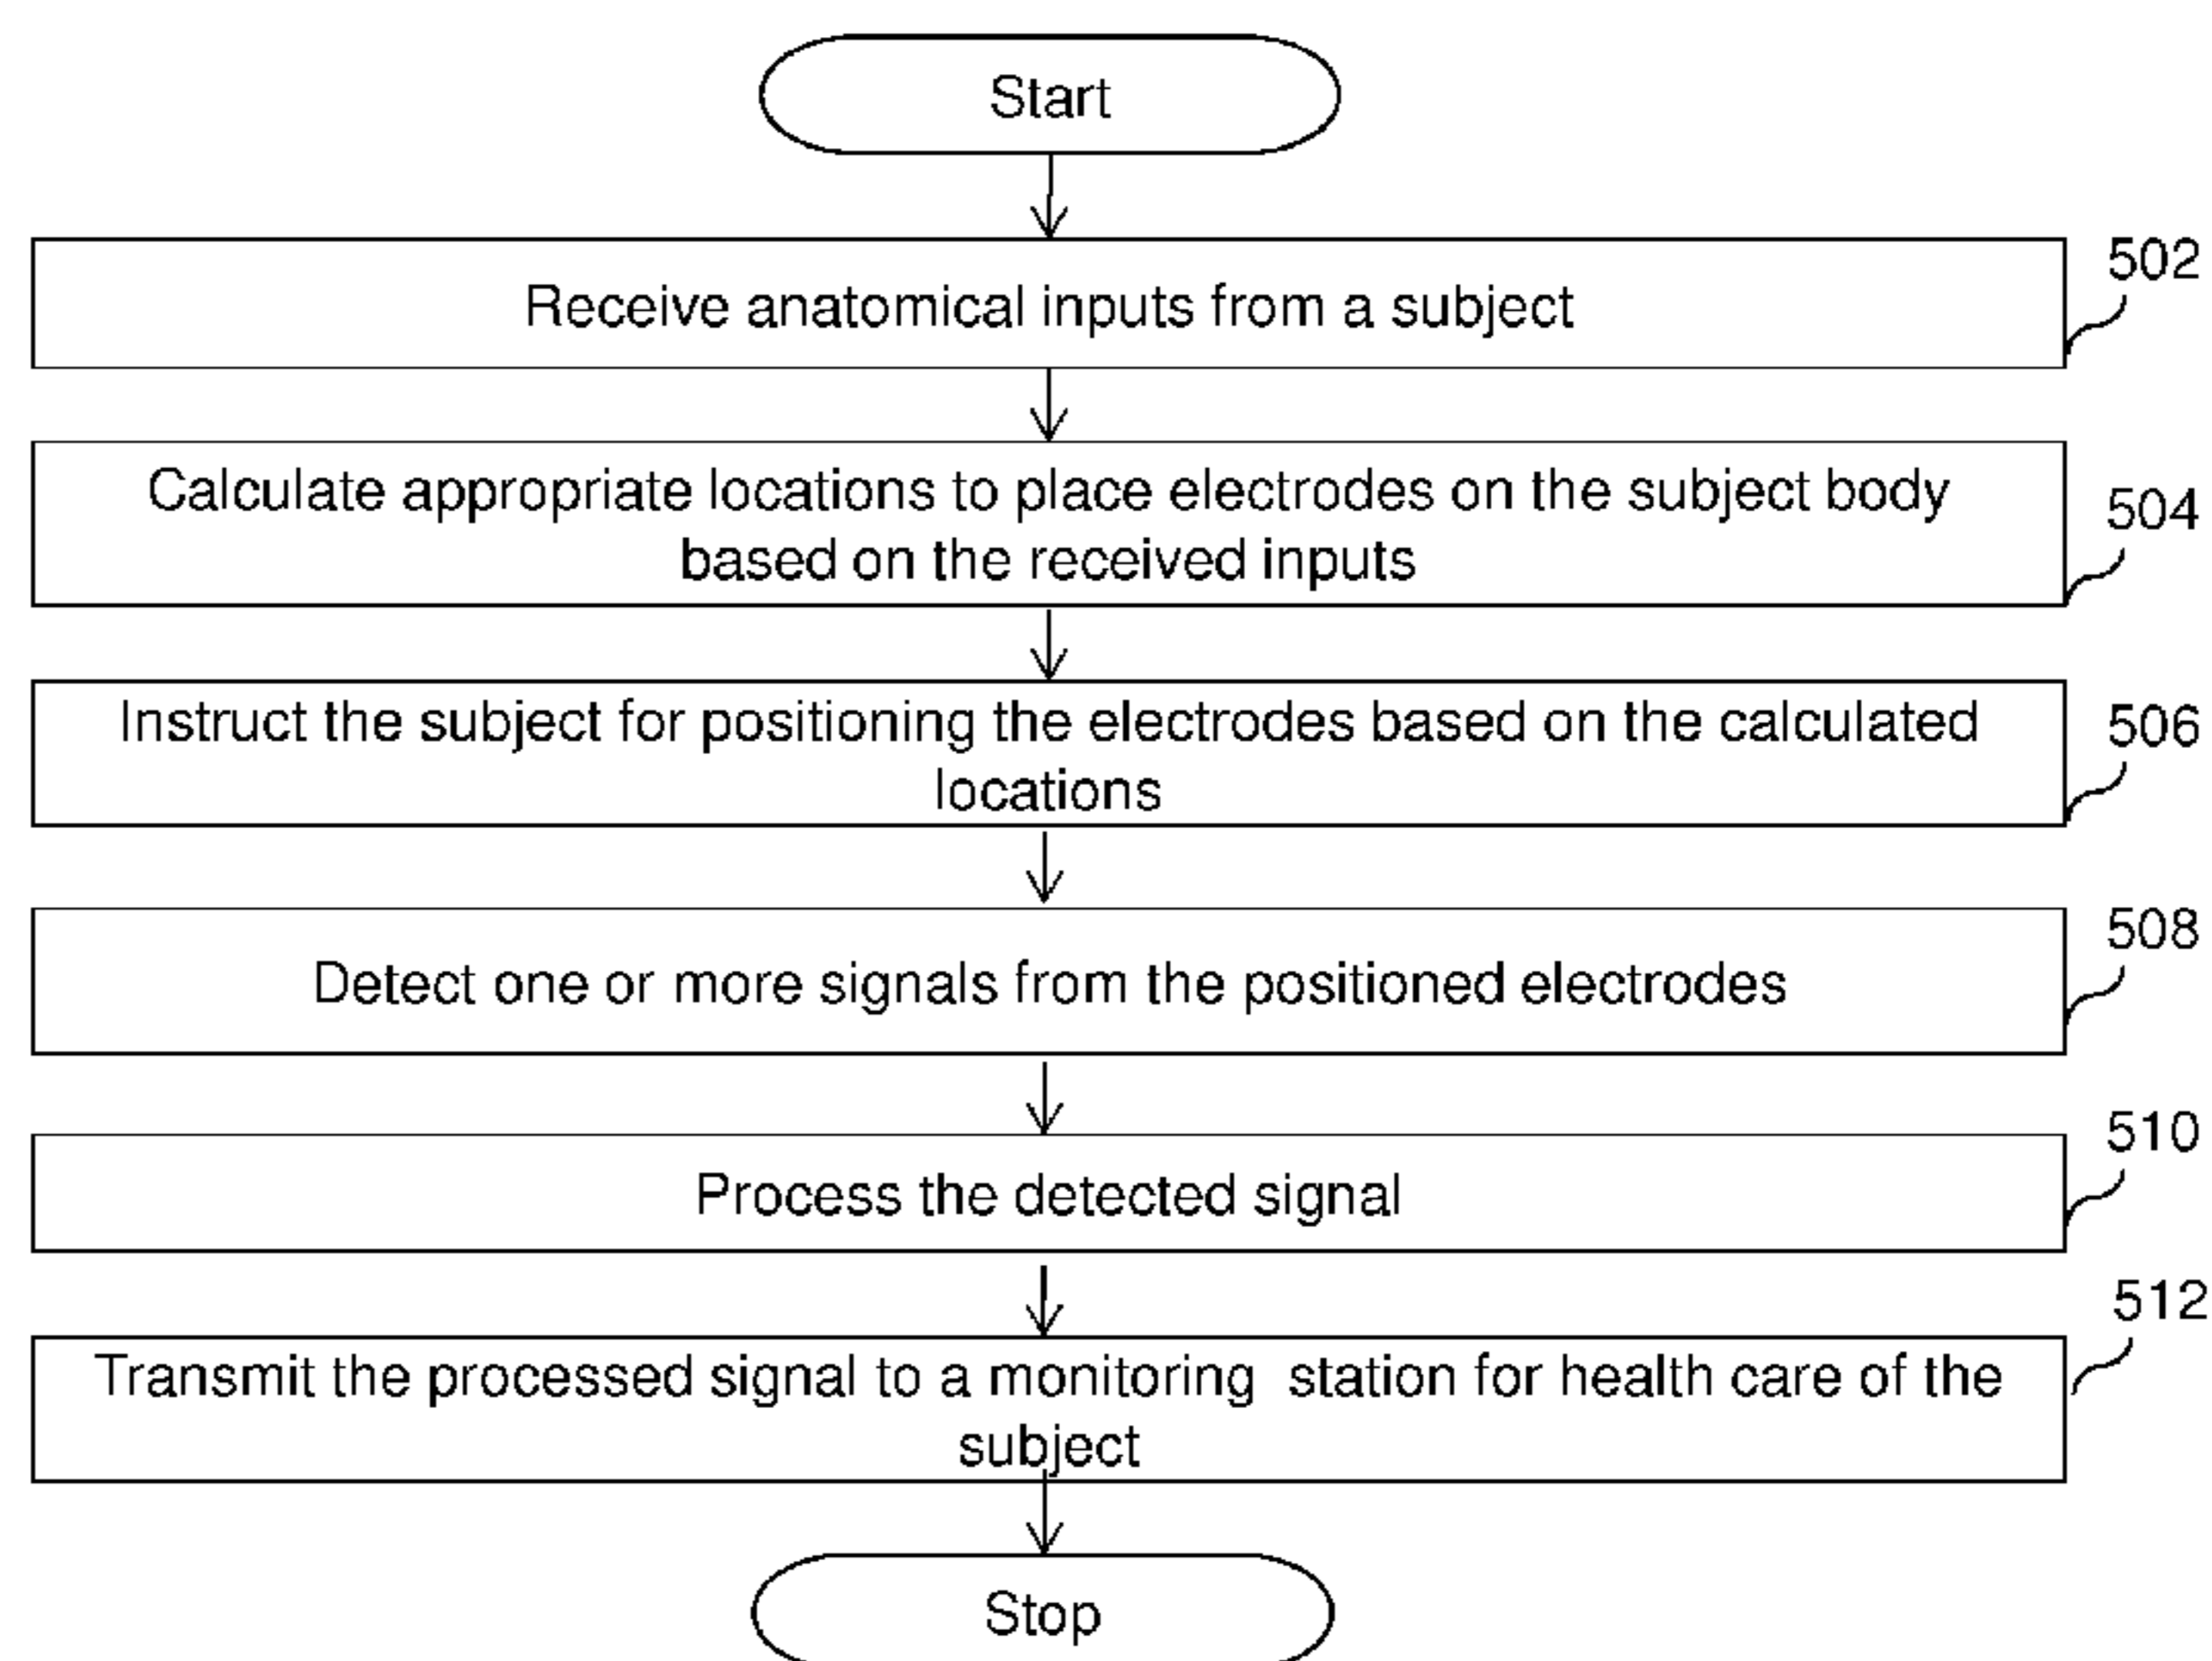 Start
502
Receive anatomical inputs from a subject
Calculate appropriate locations to place electrodes on the subject body
504
based on the received inputs
Instruct the subject for positioning the electrodes based on the calculated
506
locations
508
Detect one or more signals from the positioned electrodes
510
Process the detected signal
512
Transmit the processed signal to a monitoring station for health care of the
subject
Stop